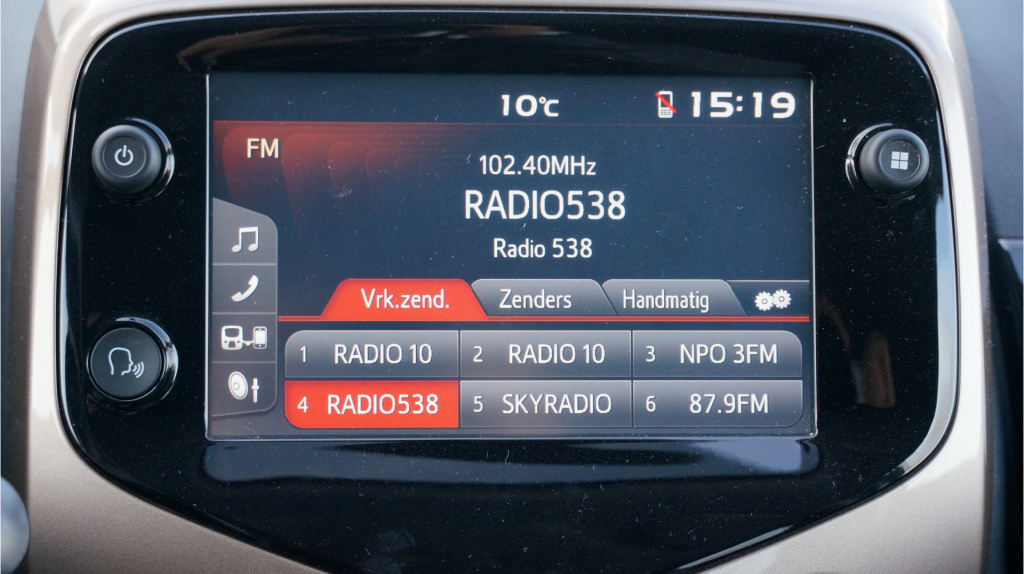 10°C 15:19
FM
102.40MHz
RADIO538
Radio 538
Vrk.zend. Zenders Handmatig
1 RADIO 10 2 RADIO 10 3 NPO 3FM
4 RADIO538 5 SKYRADIO 6 87.9FM